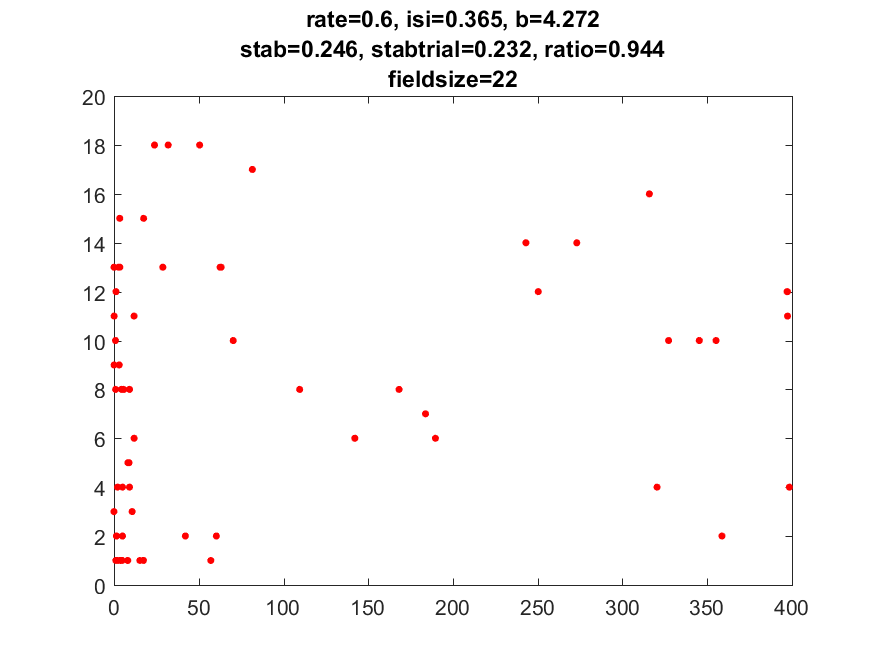 rate=0.6, isi=0.365, b=4.272
stab=0.246, stabtrial=0.232, ratio=0.944
fieldsize=22
20
18
16
14
12
10
8
6
4
2
0
0 50 100 150 200 250 300 350 400